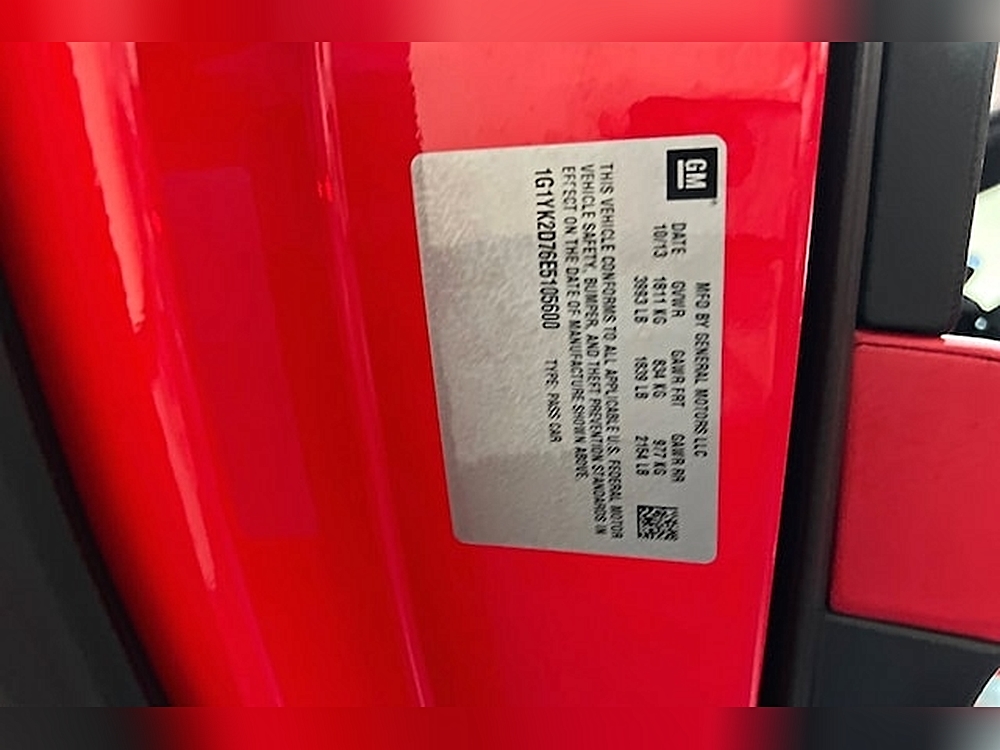 GM
MFD BY GENERAL MOTORS LLC
DATE GVWR GAWR FRT GAWR RR
10/13 1811 KG 834 KG 977 KG
3993 LB 1839 LB 2154 LB
THIS VEHICLE CONFORMS TO ALL APPLICABLE U.S. FEDERAL MOTOR
VEHICLE SAFETY, BUMPER, AND THEFT PREVENTION STANDARDS IN
EFFECT ON THE DATE OF MANUFACTURE SHOWN ABOVE.
1G1YK2D76E5105600 TYPE: PASS CAR